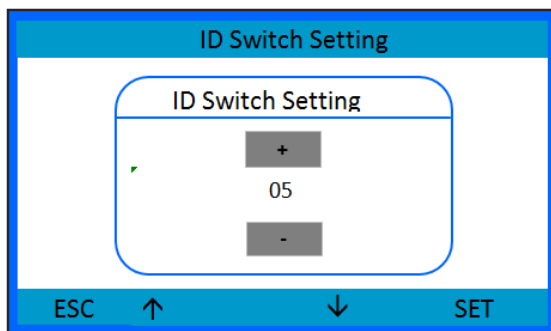 ID Switch Setting
ID Switch Setting
+
05
-
ESC ↑ ↓ SET